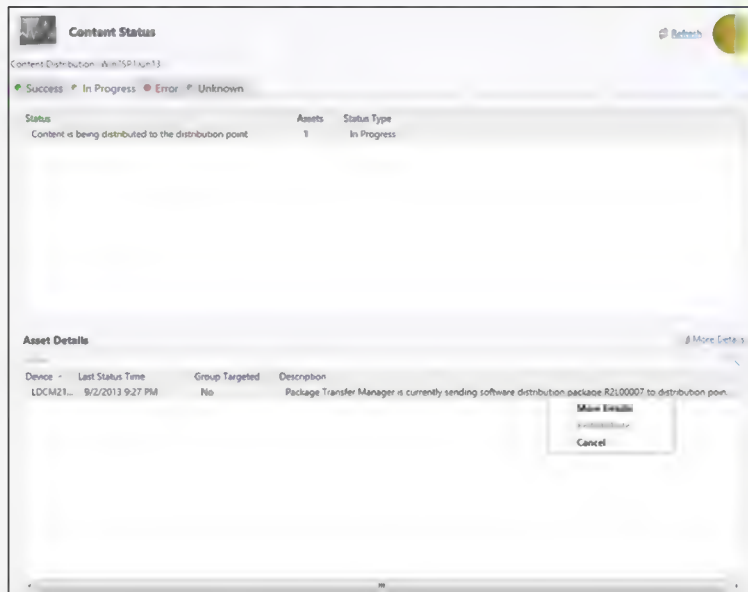 Content Status
Refresh
Content Distribution
Success In Progress Error Unknown
Status Assets Status Type
Content is being distributed to the distribution point 1 In Progress
Asset Details
More Details
Device Last Status Time Group Targeted Description
LDCM21... 9/2/2013 9:27 PM No Package Transfer Manager is currently sending software distribution package R2L00007 to distribution poin...
More Details
Cancel